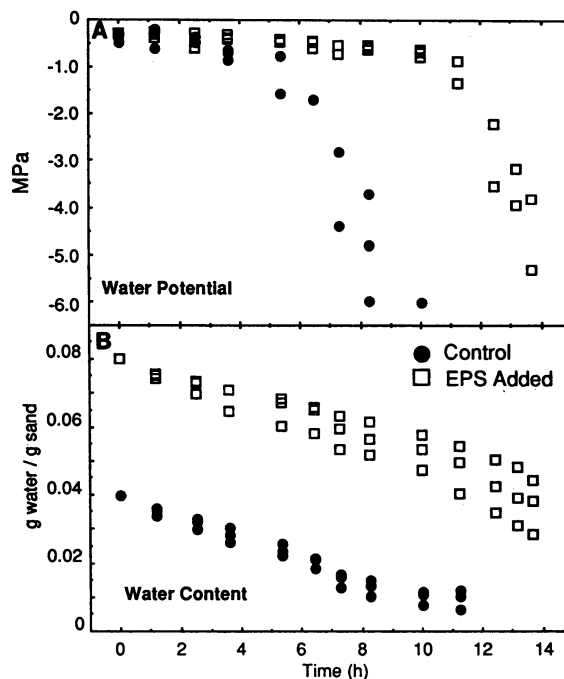 A
0
-1.0
-2.0
-3.0
-4.0
-5.0
-6.0
MPa
Water Potential
B
Control
EPS Added
0.08
0.06
0.04
0.02
0
g water / g sand
Water Content
0 2 4 6 8 10 12 14
Time (h)